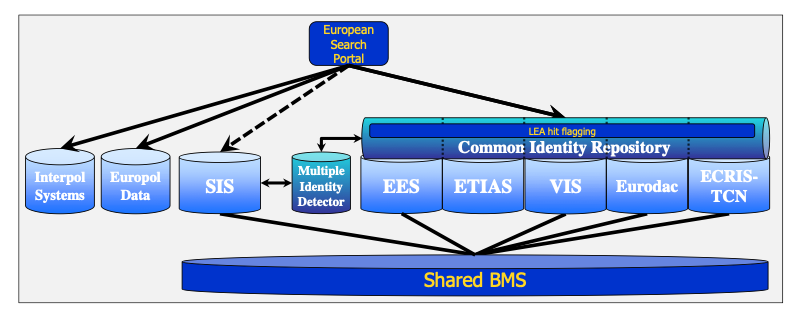 European
Search
Portal
LEA hit flagging
Common Identity Repository
Interpol
Systems
Europol
Data
SIS
Multiple
Identity
Detector
EES
ETIAS
VIS
Eurodac
ECRIS-
TCN
Shared BMS